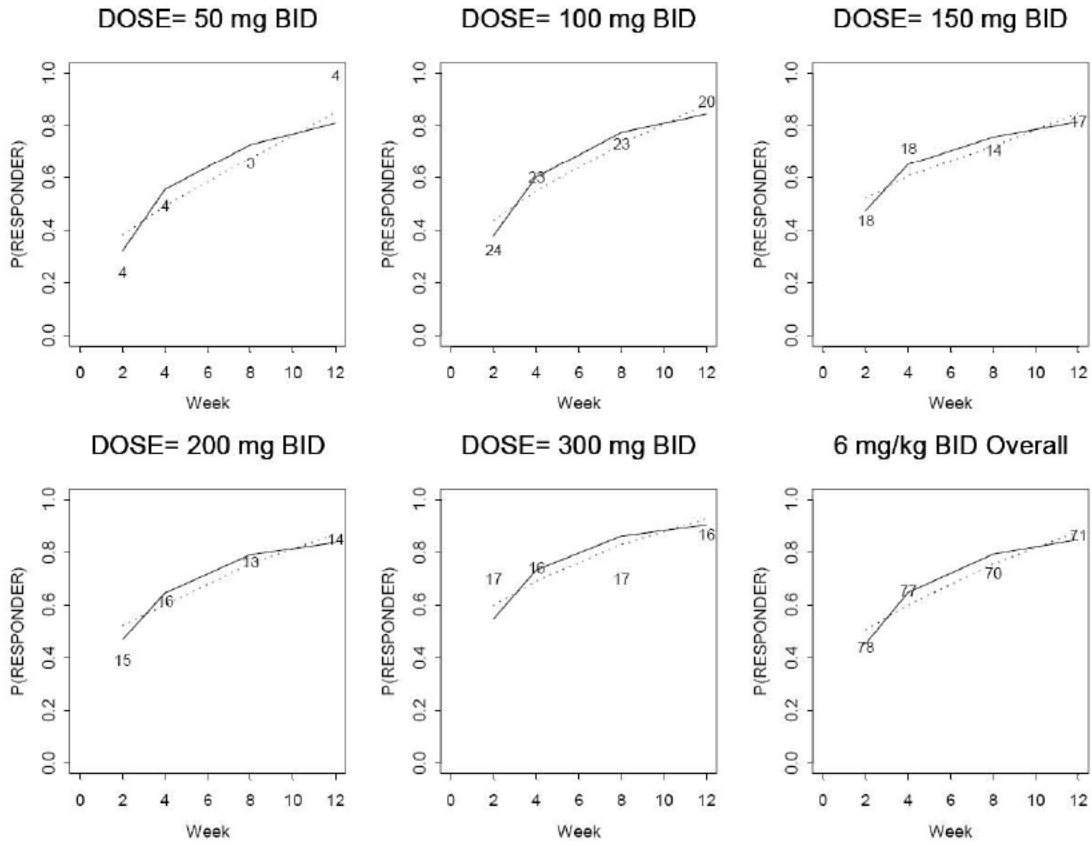 DOSE= 50 mg BID
DOSE= 100 mg BID
DOSE= 150 mg BID
P(RESPONDER)
0.0 0.2 0.4 0.6 0.8 1.0
4
4
3
4
0 2 4 6 8 10 12
Week
P(RESPONDER)
0.0 0.2 0.4 0.6 0.8 1.0
24
23
23
20
0 2 4 6 8 10 12
Week
P(RESPONDER)
0.0 0.2 0.4 0.6 0.8 1.0
18
18
14
17
0 2 4 6 8 10 12
Week
DOSE= 200 mg BID
DOSE= 300 mg BID
6 mg/kg BID Overall
P(RESPONDER)
0.0 0.2 0.4 0.6 0.8 1.0
15
16
13
14
0 2 4 6 8 10 12
Week
P(RESPONDER)
0.0 0.2 0.4 0.6 0.8 1.0
17
16
17
16
0 2 4 6 8 10 12
Week
P(RESPONDER)
0.0 0.2 0.4 0.6 0.8 1.0
78
77
70
71
0 2 4 6 8 10 12
Week